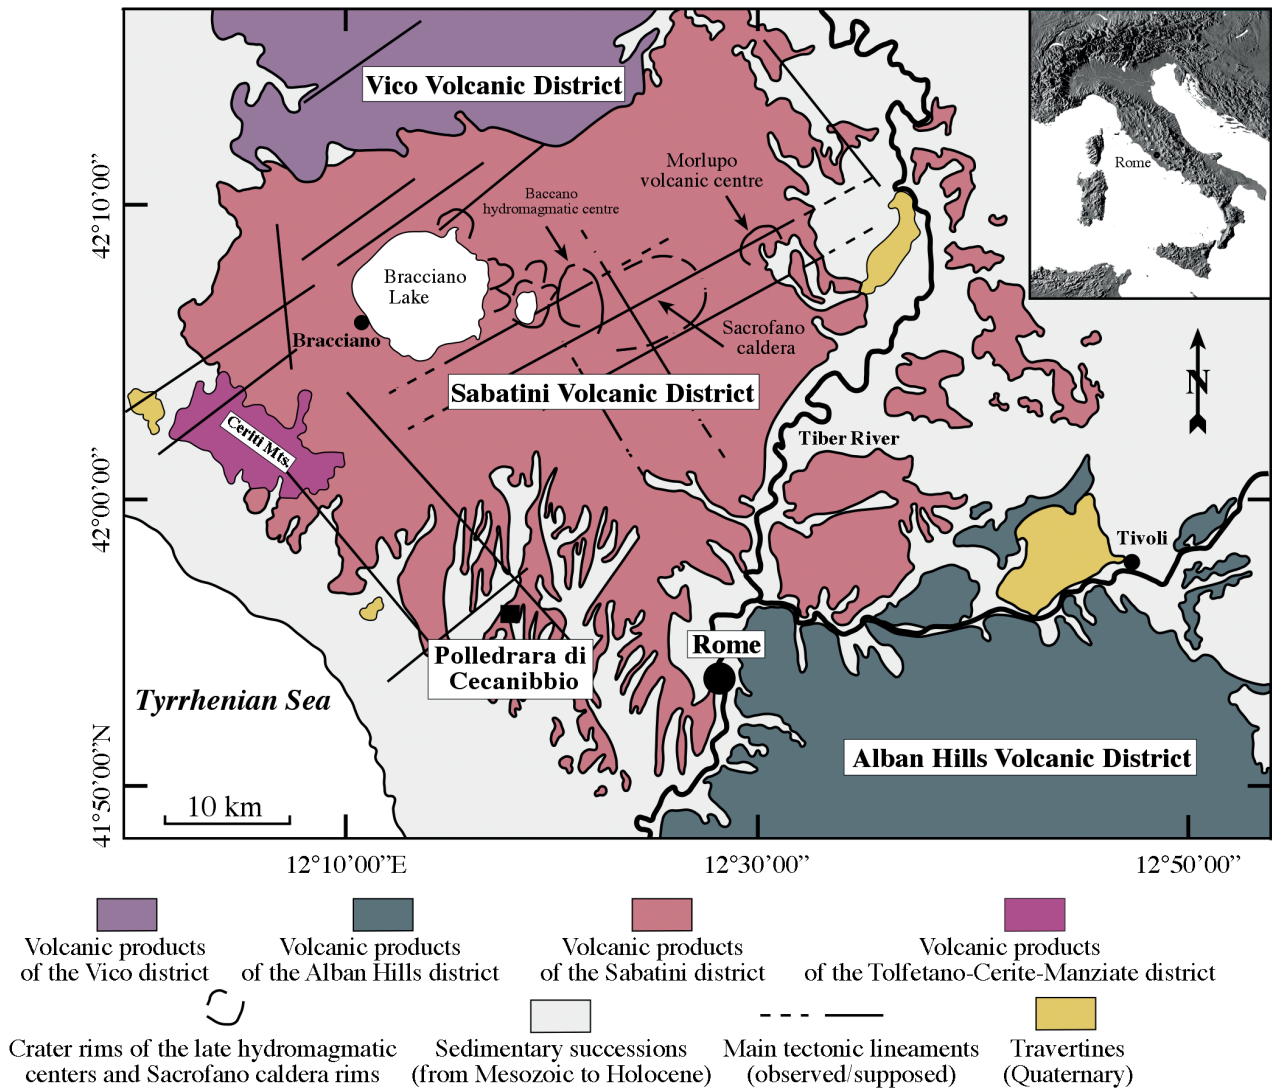 Vico Volcanic District
Rome
Morlupo
volcanic centre
Baccano
hydromagmatic centre
Bracciano
Lake
Bracciano
Sacrofano
caldera
Sabatini Volcanic District
N
Ceriti Mts.
Tiber River
Tivoli
Rome
Polledrara di
Cecanibbio
Tyrrhenian Sea
Alban Hills Volcanic District
10 km
42°10'00”
42°00'00”
41°50'00”N
12°10'00”E
12°30'00”
12°50'00”
Volcanic products
of the Vico district
Volcanic products
of the Alban Hills district
Volcanic products
of the Sabatini district
Volcanic products
of the Tolfetano-Cerite-Manziate district
Crater rims of the late hydromagmatic
centers and Sacrofano caldera rims
Sedimentary successions
(from Mesozoic to Holocene)
Main tectonic lineaments
(observed/supposed)
Travertines
(Quaternary)